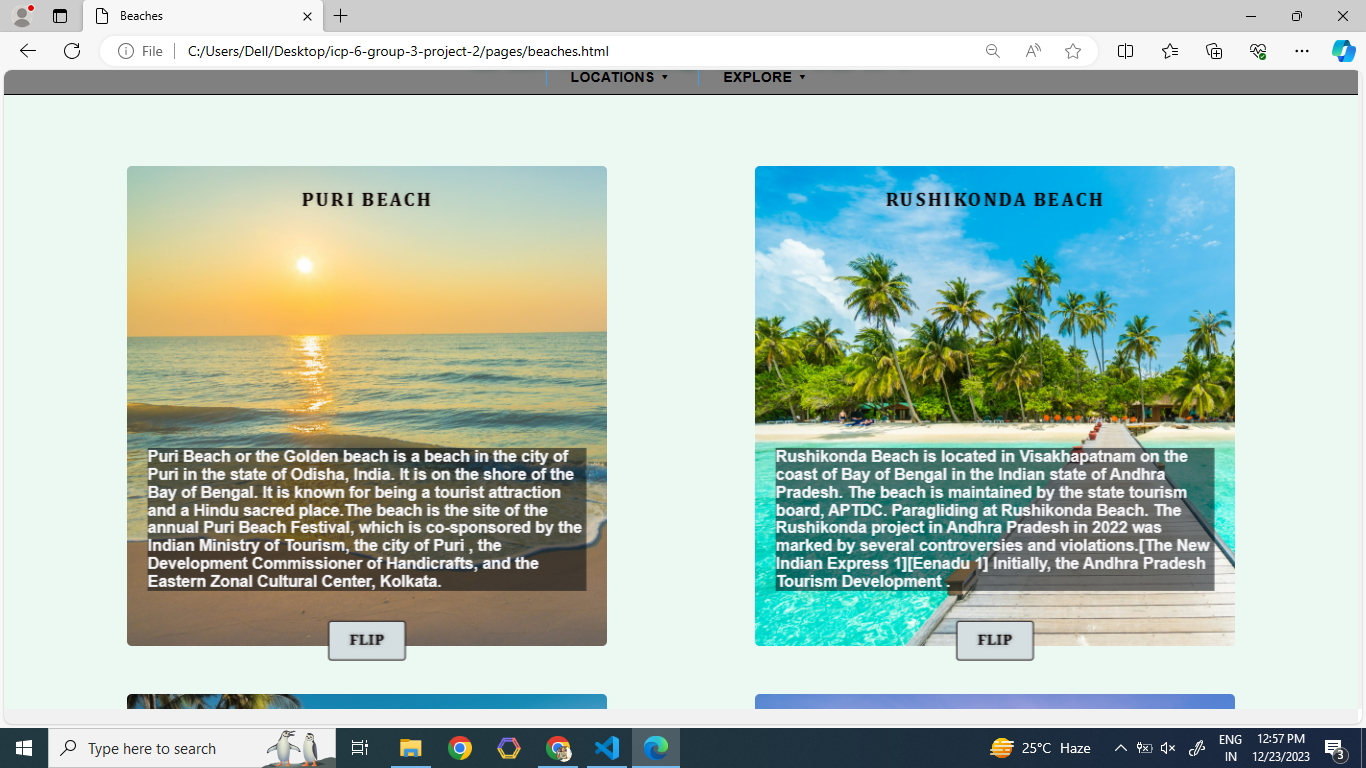 Beaches
File
C:/Users/Dell/Desktop/icp-6-group-3-project-2/pages/beaches.html
LOCATIONS ▼
EXPLORE ▼
PURI BEACH
Puri Beach or the Golden beach is a beach in the city of
Puri in the state of Odisha, India. It is on the shore of the
Bay of Bengal. It is known for being a tourist attraction
and a Hindu sacred place.The beach is the site of the
annual Puri Beach Festival, which is co-sponsored by the
Indian Ministry of Tourism, the city of Puri , the
Development Commissioner of Handicrafts, and the
Eastern Zonal Cultural Center, Kolkata.
FLIP
RUSHIKONDA BEACH
Rushikonda Beach is located in Visakhapatnam on the
coast of Bay of Bengal in the Indian state of Andhra
Pradesh. The beach is maintained by the state tourism
board, APTDC. Paragliding at Rushikonda Beach. The
Rushikonda project in Andhra Pradesh in 2022 was
marked by several controversies and violations.[The New
Indian Express 1][Eenadu 1] Initially, the Andhra Pradesh
Tourism Development .
FLIP
Type here to search
25°C Haze
ENG
IN
12:57 PM
12/23/2023
3